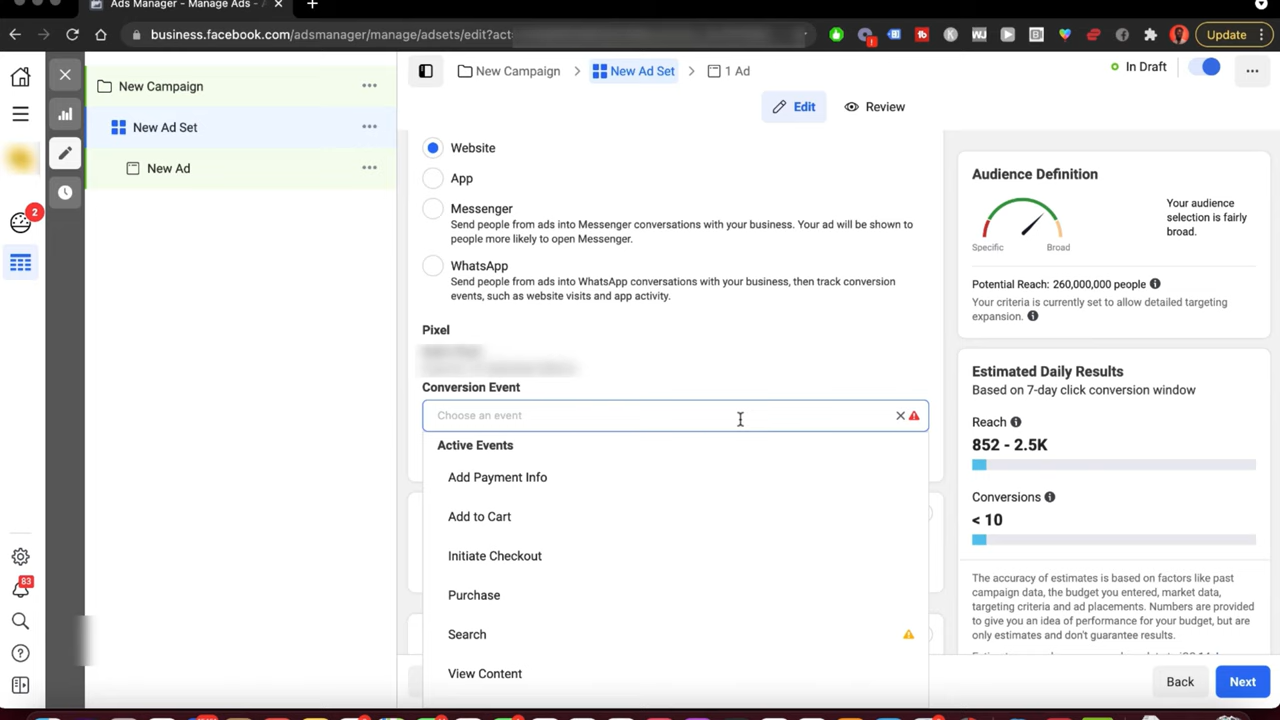 Ads Manager - Manage Ads -
business.facebook.com/adsmanager/manage/adsets/edit?act
Update
New Campaign
New Ad Set
New Ad
2
83
New Campaign
New Ad Set
1 Ad
In Draft
Edit
Review
Website
App
Messenger
Send people from ads into Messenger conversations with your business. Your ad will be shown to
people more likely to open Messenger.
WhatsApp
Send people from ads into WhatsApp conversations with your business, then track conversion
events, such as website visits and app activity.
Pixel
Conversion Event
Choose an event
Active Events
Add Payment Info
Add to Cart
Initiate Checkout
Purchase
Search
View Content
Audience Definition
Specific
Broad
Your audience
selection is fairly
broad.
Potential Reach: 260,000,000 people
Your criteria is currently set to allow detailed targeting
expansion.
Estimated Daily Results
Based on 7-day click conversion window
Reach
852 - 2.5K
Conversions
< 10
The accuracy of estimates is based on factors like past
campaign data, the budget you entered, market data,
targeting criteria and ad placements. Numbers are provided
to give you an idea of performance for your budget, but are
only estimates and don't guarantee results.
Back
Next